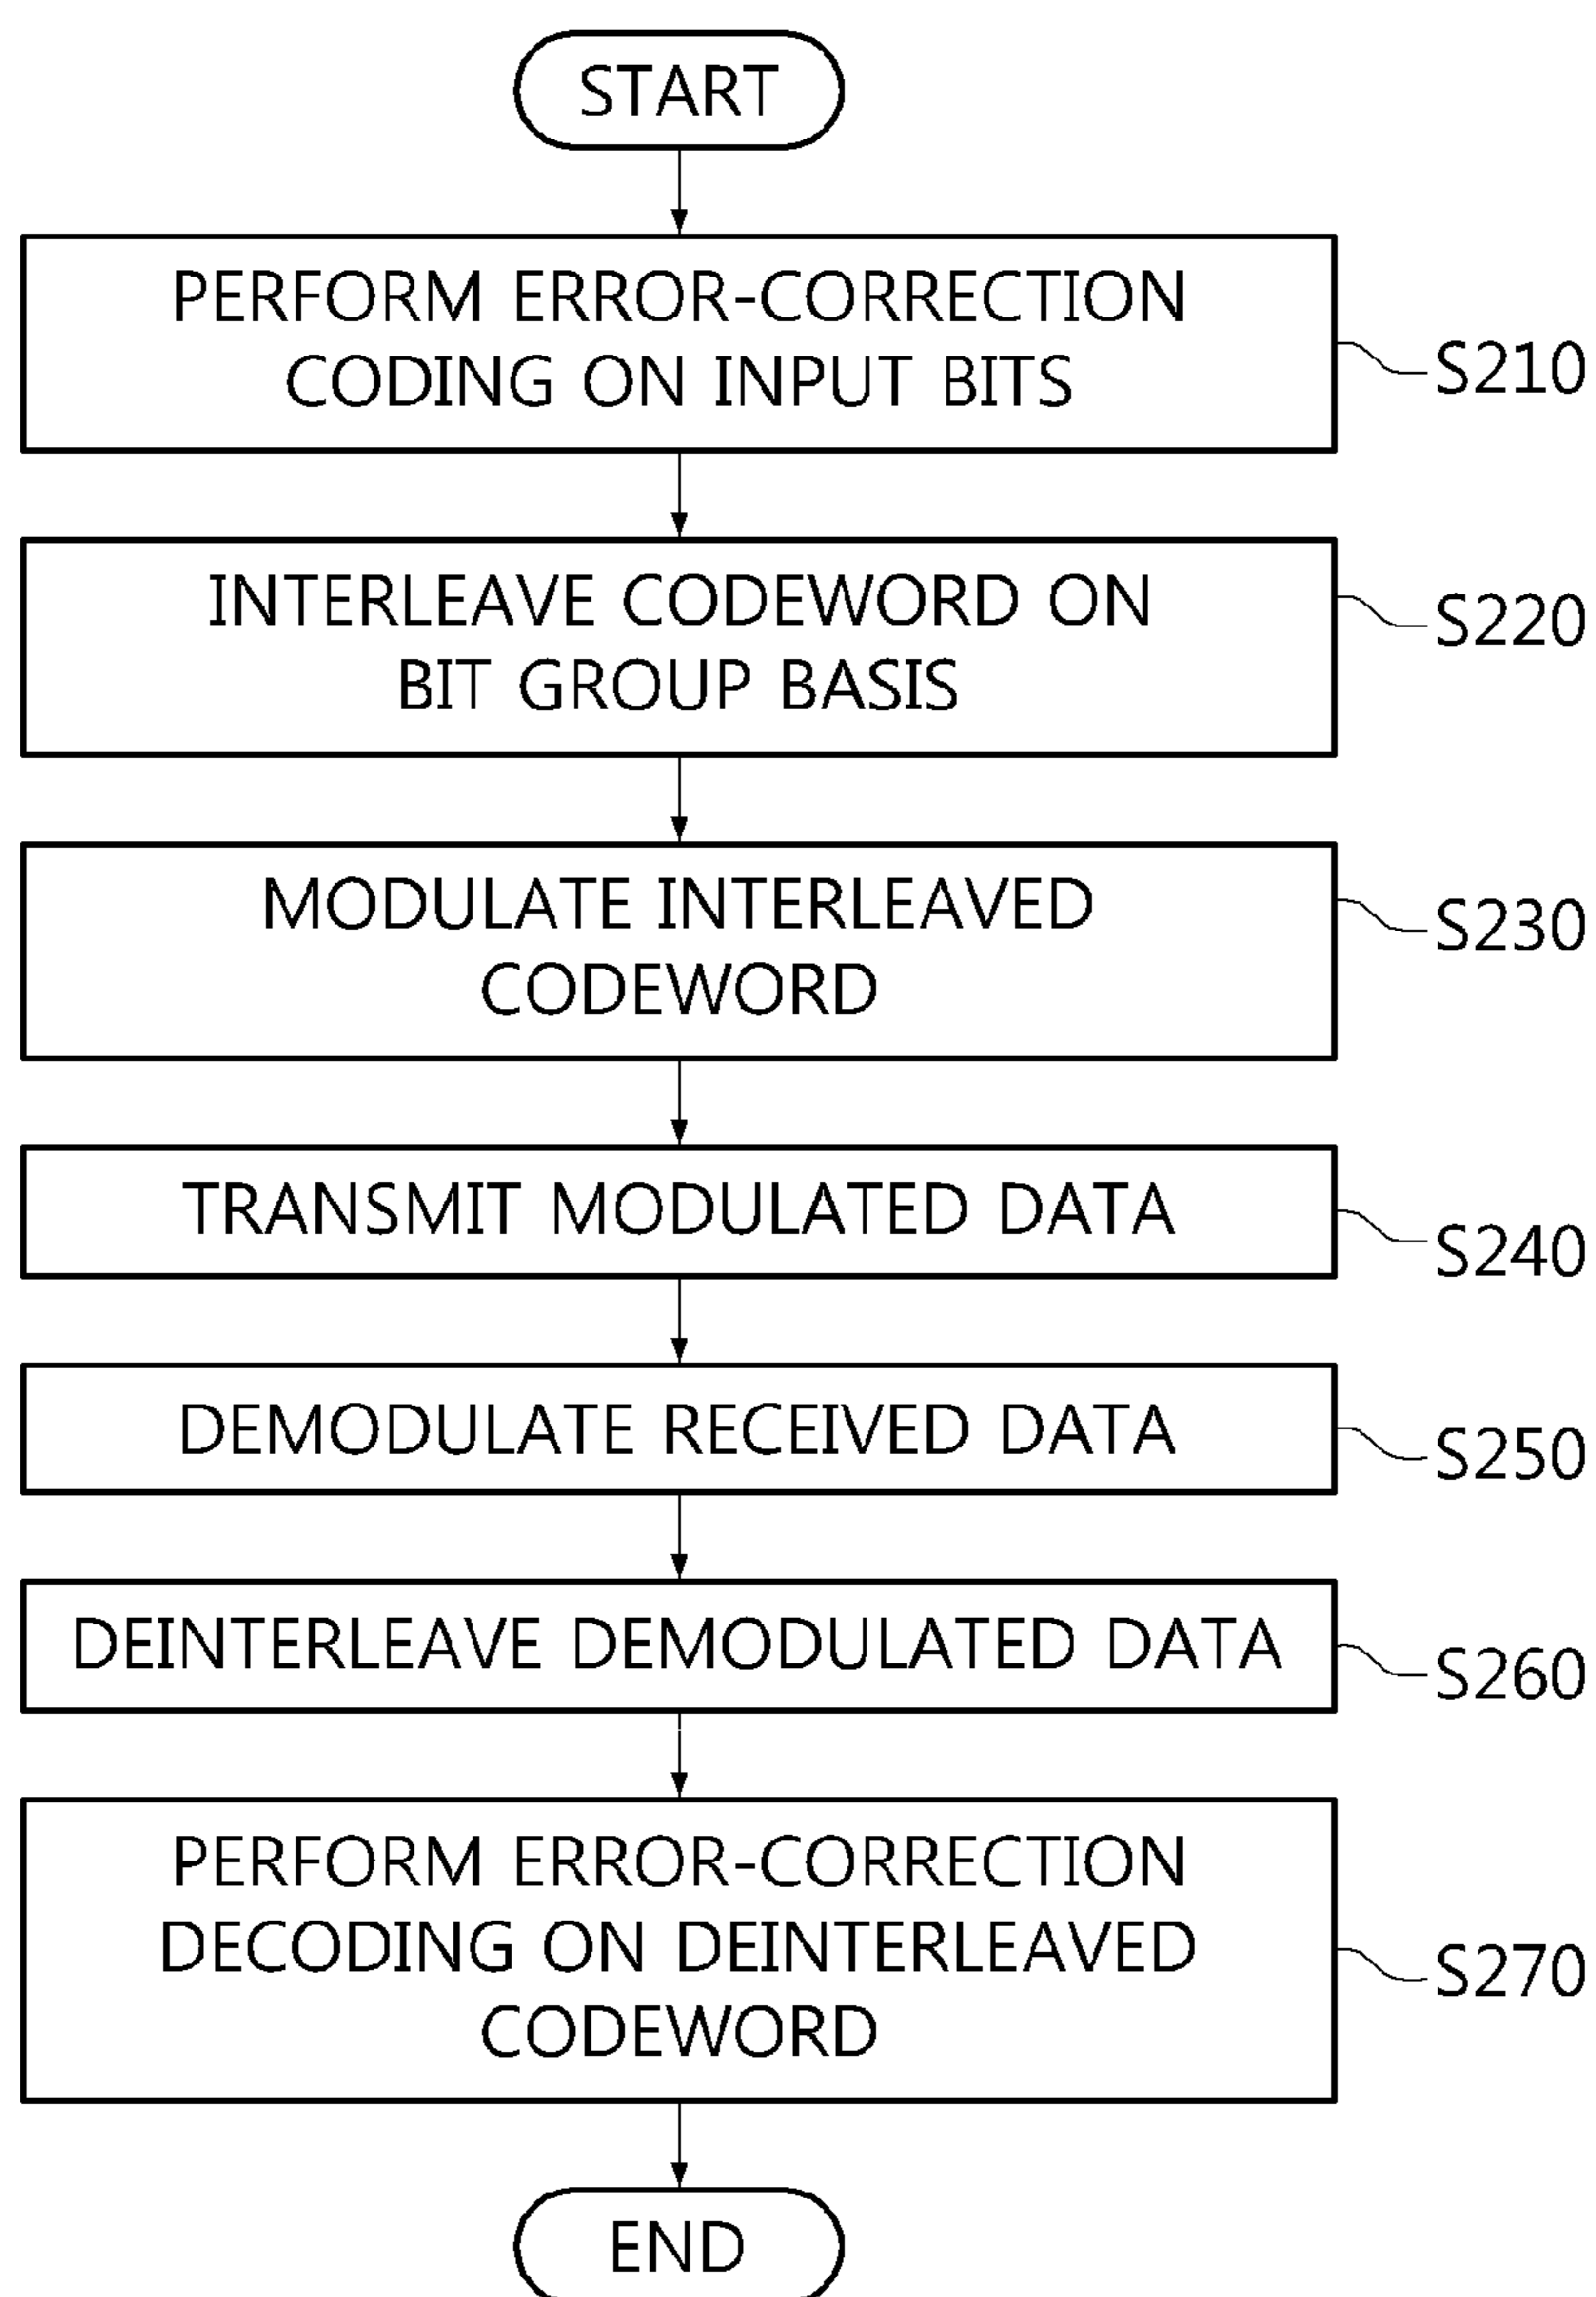 START
PERFORM ERROR-CORRECTION
CODING ON INPUT BITS
S210
INTERLEAVE CODEWORD ON
BIT GROUP BASIS
S220
MODULATE INTERLEAVED
CODEWORD
S230
TRANSMIT MODULATED DATA
S240
DEMODULATE RECEIVED DATA
S250
DEINTERLEAVE DEMODULATED DATA
S260
PERFORM ERROR-CORRECTION
DECODING ON DEINTERLEAVED
CODEWORD
S270
END